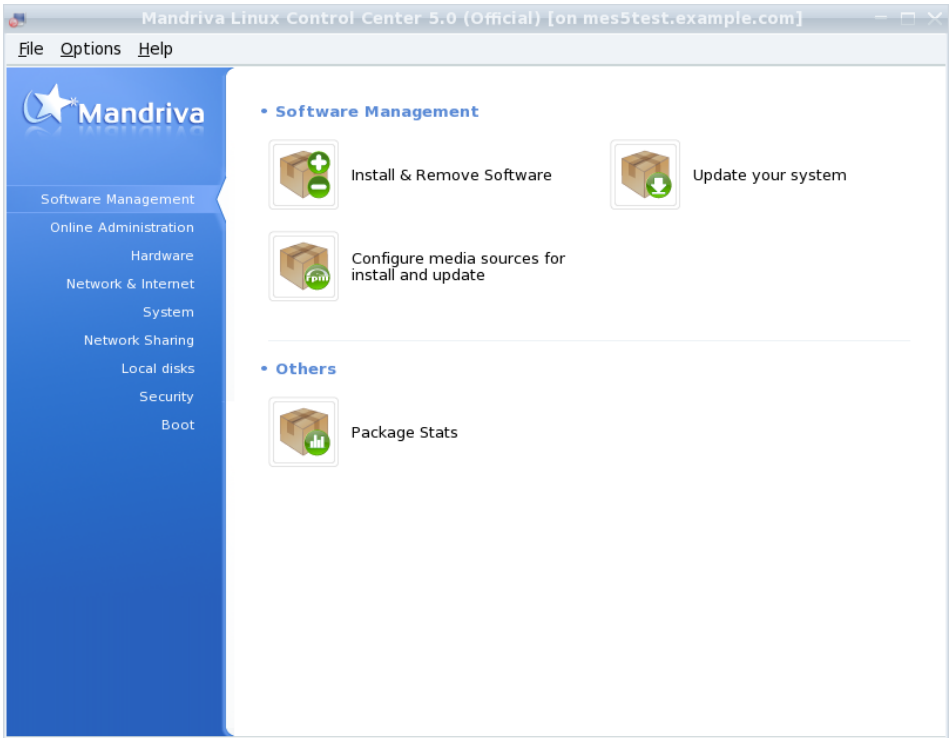 Mandriva Linux Control Center 5.0 (Official) [on mes5test.example.com]
File Options Help
Mandriva
Software Management
Online Administration
Hardware
Network & Internet
System
Network Sharing
Local disks
Security
Boot
• Software Management
Install & Remove Software
Update your system
rpm
Configure media sources for
install and update
• Others
Package Stats